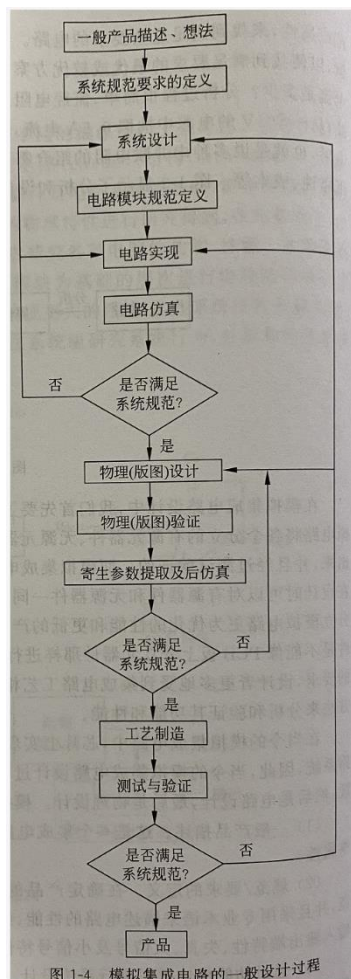 一般产品描述、想法
系统规范要求的定义
系统设计
电路模块规范定义
电路实现
电路仿真
否
是否满足
系统规范?
是
物理(版图)设计
物理(版图)验证
寄生参数提取及后仿真
是否满足
系统规范?
否
是
工艺制造
测试与验证
是否满足
系统规范?
否
是
产品
图 1-4 模拟集成电路的一般设计过程